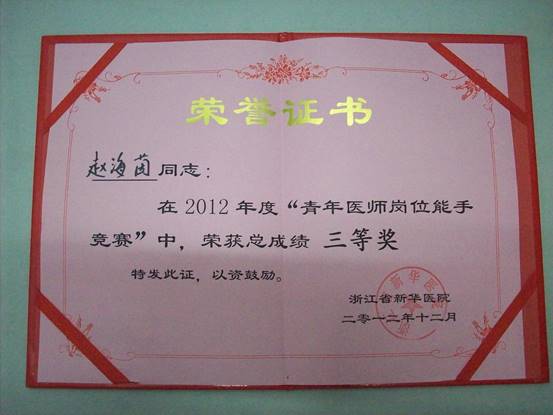 荣誉证书
赵海茵同志：
在2012年度“青年医师岗位能手
竞赛”中，荣获总成绩 三等奖
特发此证，以资鼓励。
浙江省新华医院
二零一二年十二月